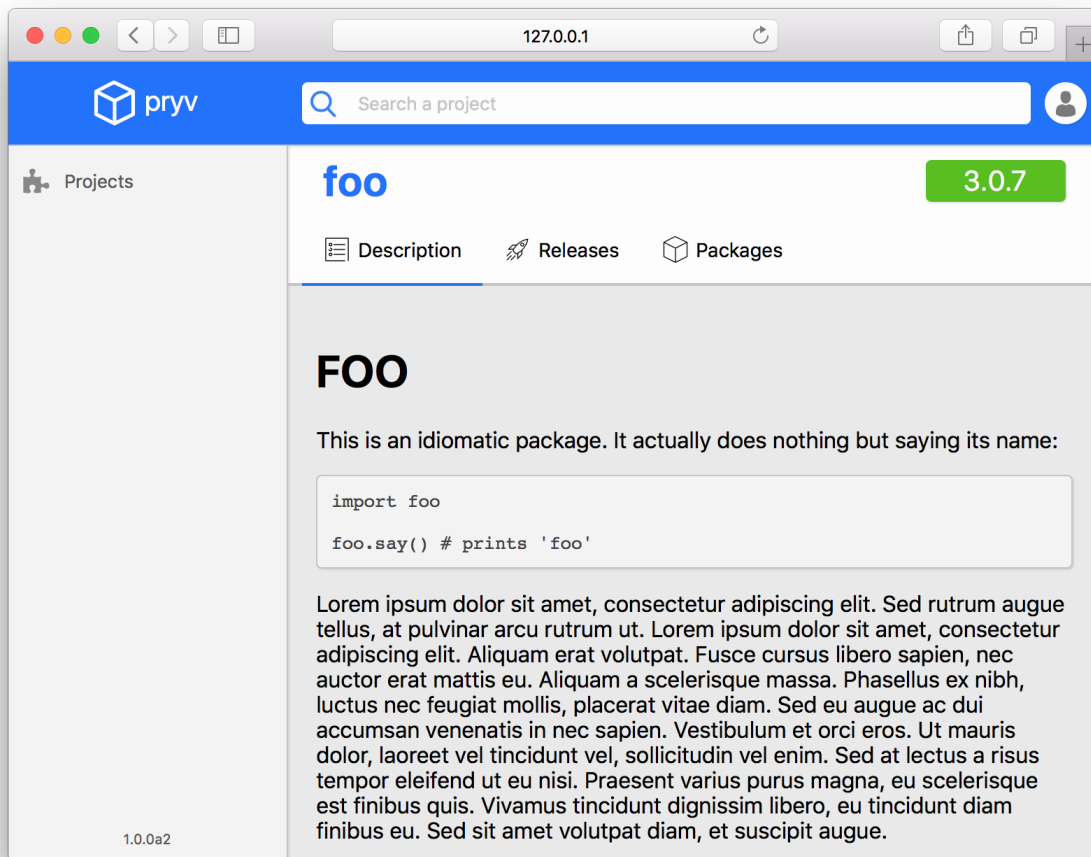 127.0.0.1
pryv
Search a project
Projects
foo
3.0.7
Description
Releases
Packages
FOO
This is an idiomatic package. It actually does nothing but saying its name:
import foo
foo.say() # prints 'foo'
Lorem ipsum dolor sit amet, consectetur adipiscing elit. Sed rutrum augue
tellus, at pulvinar arcu rutrum ut. Lorem ipsum dolor sit amet, consectetur
adipiscing elit. Aliquam erat volutpat. Fusce cursus libero sapien, nec
auctor erat mattis eu. Aliquam a scelerisque massa. Phasellus ex nibh,
luctus nec feugiat mollis, placerat vitae diam. Sed eu augue ac dui
accumsan venenatis in nec sapien. Vestibulum et orci eros. Ut mauris
dolor, laoreet vel tincidunt vel, sollicitudin vel enim. Sed at lectus a risus
tempor eleifend ut eu nisi. Praesent varius purus magna, eu scelerisque
est finibus quis. Vivamus tincidunt dignissim libero, eu tincidunt diam
finibus eu. Sed sit amet volutpat diam, et suscipit augue.
1.0.0a2